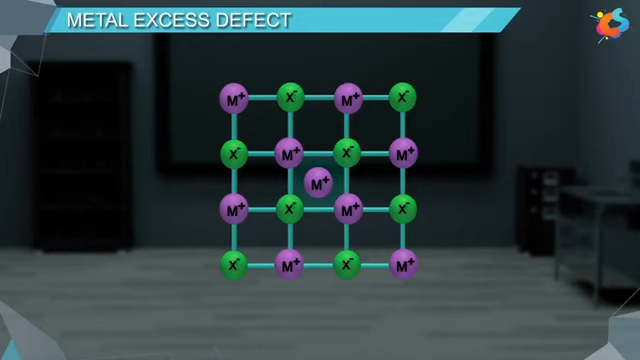 METAL EXCESS DEFECT
M⁺ X⁻ M⁺ X⁻
X⁻ M⁺ X⁻ M⁺
M⁺
M⁺ X⁻ M⁺ X⁻
X⁻ M⁺ X⁻ M⁺